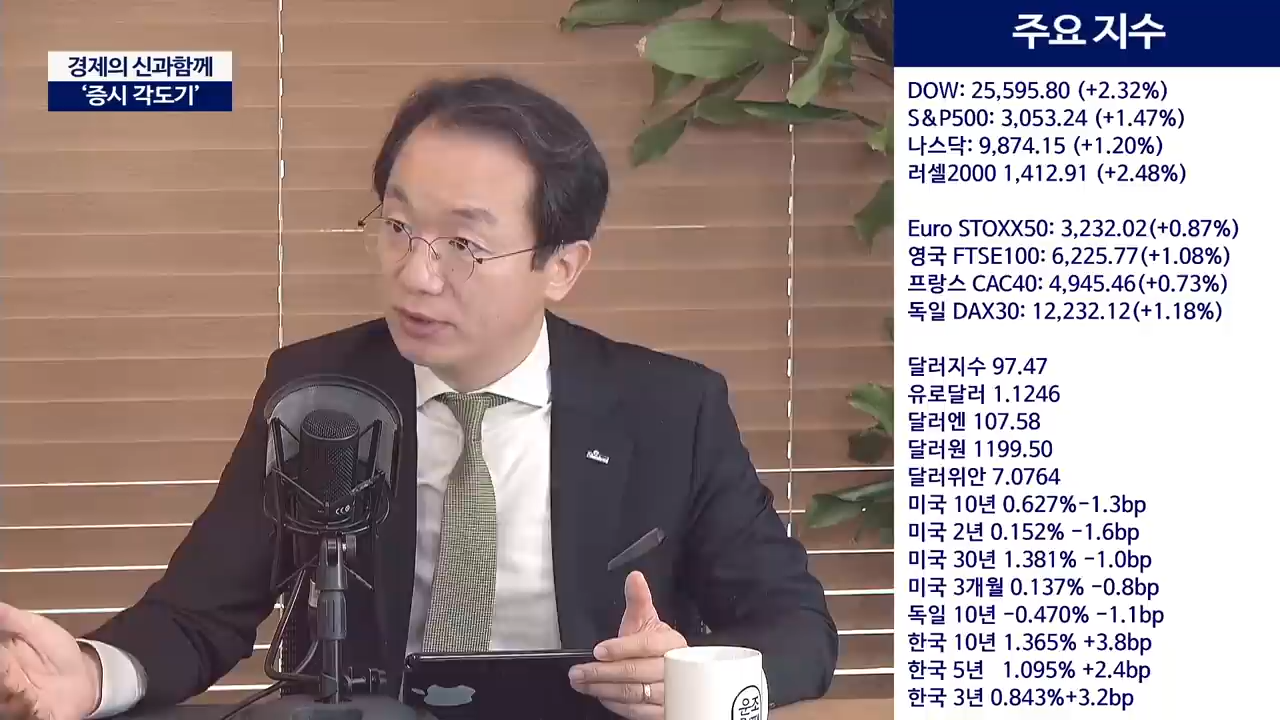 경제의 신과함께
‘증시 각도기’
주요 지수
DOW: 25,595.80 (+2.32%)
S&P500: 3,053.24 (+1.47%)
나스닥: 9,874.15 (+1.20%)
러셀2000 1,412.91 (+2.48%)
Euro STOXX50: 3,232.02(+0.87%)
영국 FTSE100: 6,225.77(+1.08%)
프랑스 CAC40: 4,945.46(+0.73%)
독일 DAX30: 12,232.12(+1.18%)
달러지수 97.47
유로달러 1.1246
달러엔 107.58
달러원 1199.50
달러위안 7.0764
미국 10년 0.627%-1.3bp
미국 2년 0.152% -1.6bp
미국 30년 1.381% -1.0bp
미국 3개월 0.137% -0.8bp
독일 10년 -0.470% -1.1bp
한국 10년 1.365% +3.8bp
한국 5년 1.095% +2.4bp
한국 3년 0.843%+3.2bp